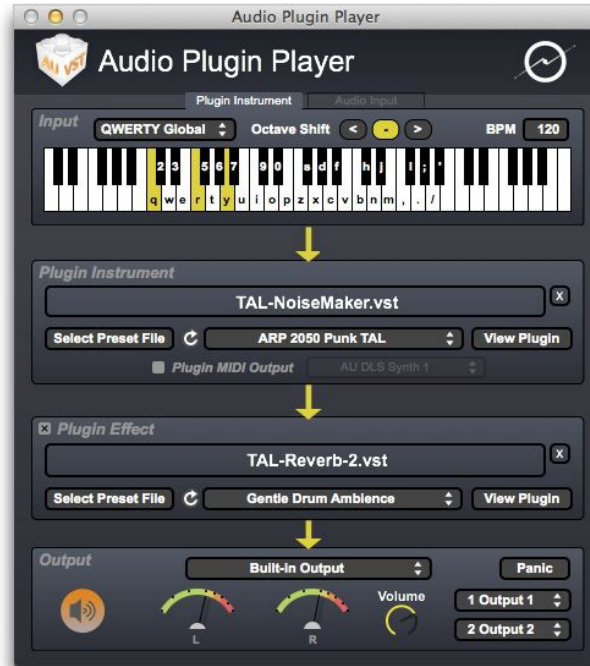 Audio Plugin Player
AU VST
Audio Plugin Player
Plugin Instrument Audio Input
Input QWERTY Global Octave Shift < - > BPM 120
2 3 5 6 7 9 0 s d f h j l ; '
q w e r t y u i o p z x c v b n m , . /
Plugin Instrument
TAL-NoiseMaker.vst X
Select Preset File ARP 2050 Punk TAL View Plugin
Plugin MIDI Output AU DLS Synth 1
Plugin Effect
TAL-Reverb-2.vst X
Select Preset File Gentle Drum Ambience View Plugin
Output Built-in Output Panic
Volume 1 Output 1
L R 2 Output 2